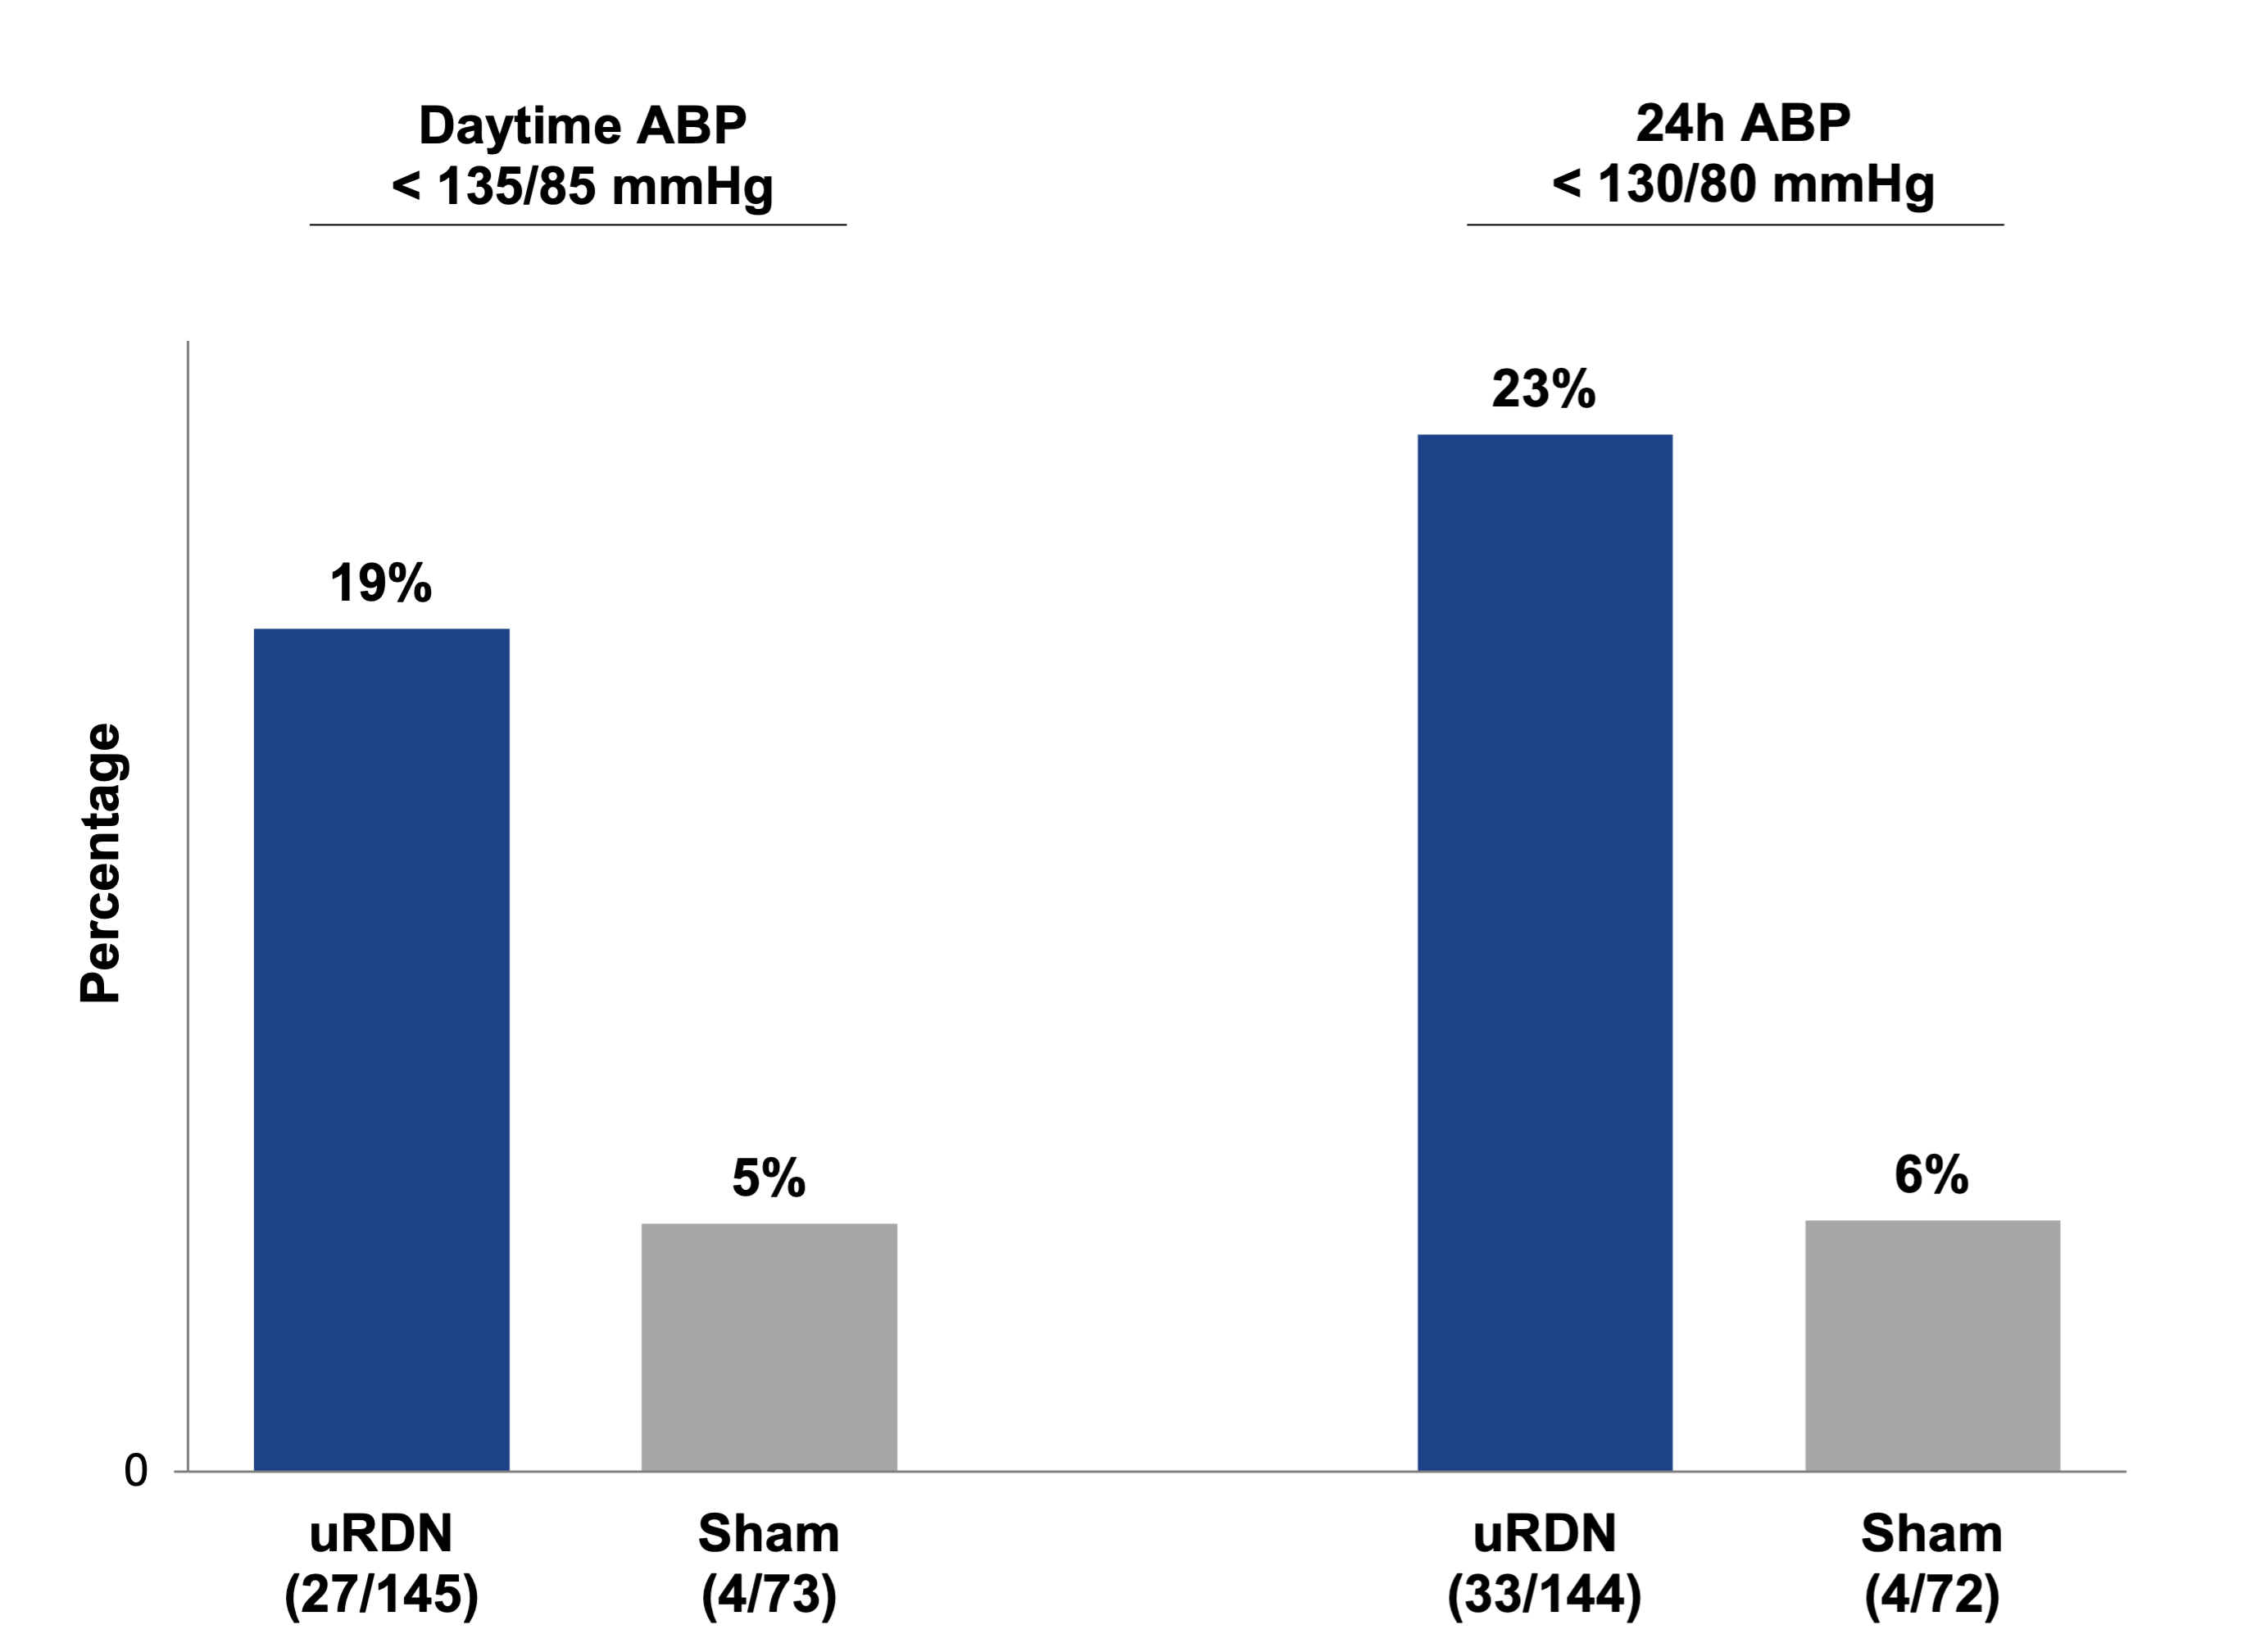 Daytime ABP
< 135/85 mmHg
24h ABP
< 130/80 mmHg
Percentage
19%
5%
23%
6%
0
uRDN
(27/145)
Sham
(4/73)
uRDN
(33/144)
Sham
(4/72)